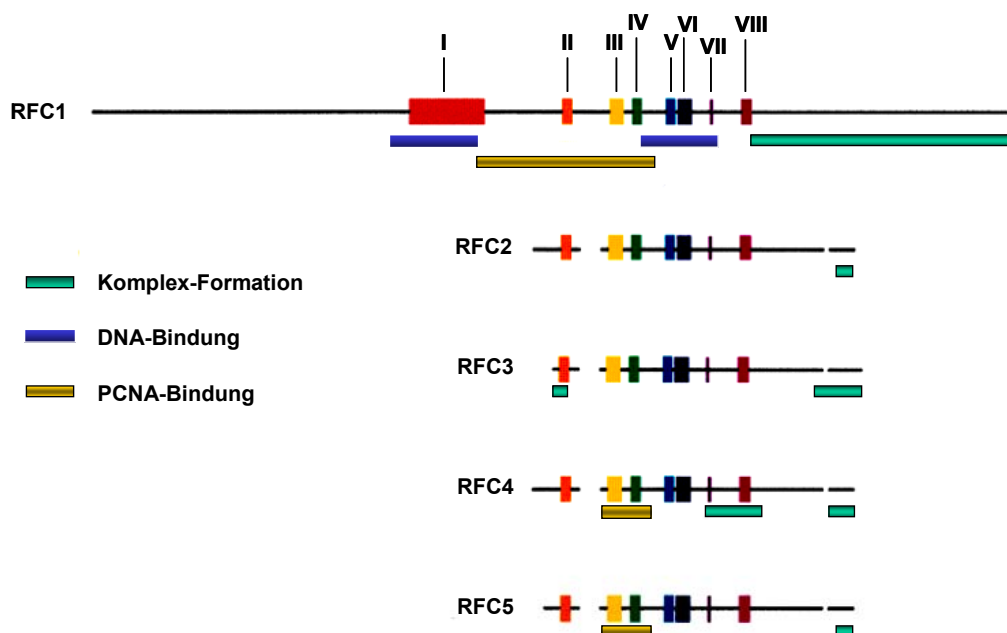 I II III IV V VI VII VIII
RFC1
RFC2
Komplex-Formation
DNA-Bindung
RFC3
PCNA-Bindung
RFC4
RFC5